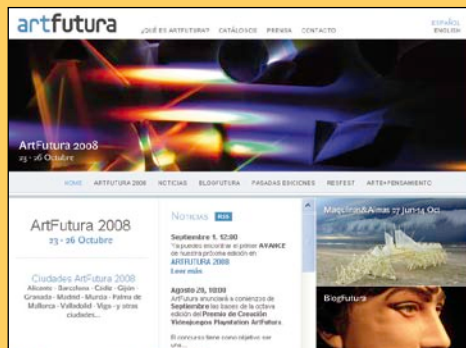 artfutura
¿QUÉ ES ARTFUTURA? CATÁLOGOS PRENSA CONTACTO
ESPAÑOL
ENGLISH
ArtFutura 2008
23 - 26 Octubre
HOME ARTFUTURA 2008 NOTICIAS BLOGFUTURA PASADAS EDICIONES RESFEST ARTE+PENSAMIENTO
ArtFutura 2008
23 - 26 Octubre
Ciudades ArtFutura 2008
Alicante - Barcelona - Cádiz - Gijón -
Granada - Madrid - Murcia - Palma de
Mallorca - Valladolid - Vigo - y otras
ciudades...
NOTICIAS RSS
Septiembre 1, 12:00
Ya puedes encontrar el primer AVANCE
de nuestra próxima edición en
ARTFUTURA 2008
Leer más
Agosto 28, 18:00
ArtFutura anunciará a comienzos de
Septiembre las bases de la octava
edición del Premio de Creación
Videojuegos Playstation ArtFutura
El concurso tiene como objetivo ser
una...
Maquinas&Almas 27 Jun-14 Oct
BlogFutura